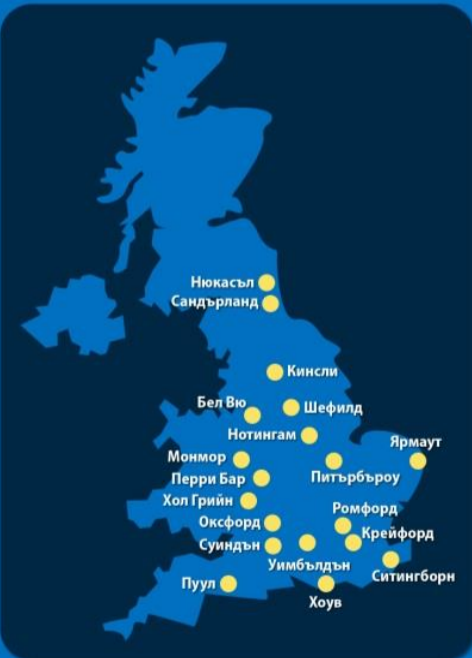 Нюкасъл
Сандърланд
Кинсли
Бел Вю
Шефилд
Нотингам
Ярмаут
Монмор
Питърбъроу
Перри Бар
Хол Грийн
Ромфорд
Оксфорд
Крейфорд
Суиндън
Уимбълдън
Ситингборн
Пуул
Хоув